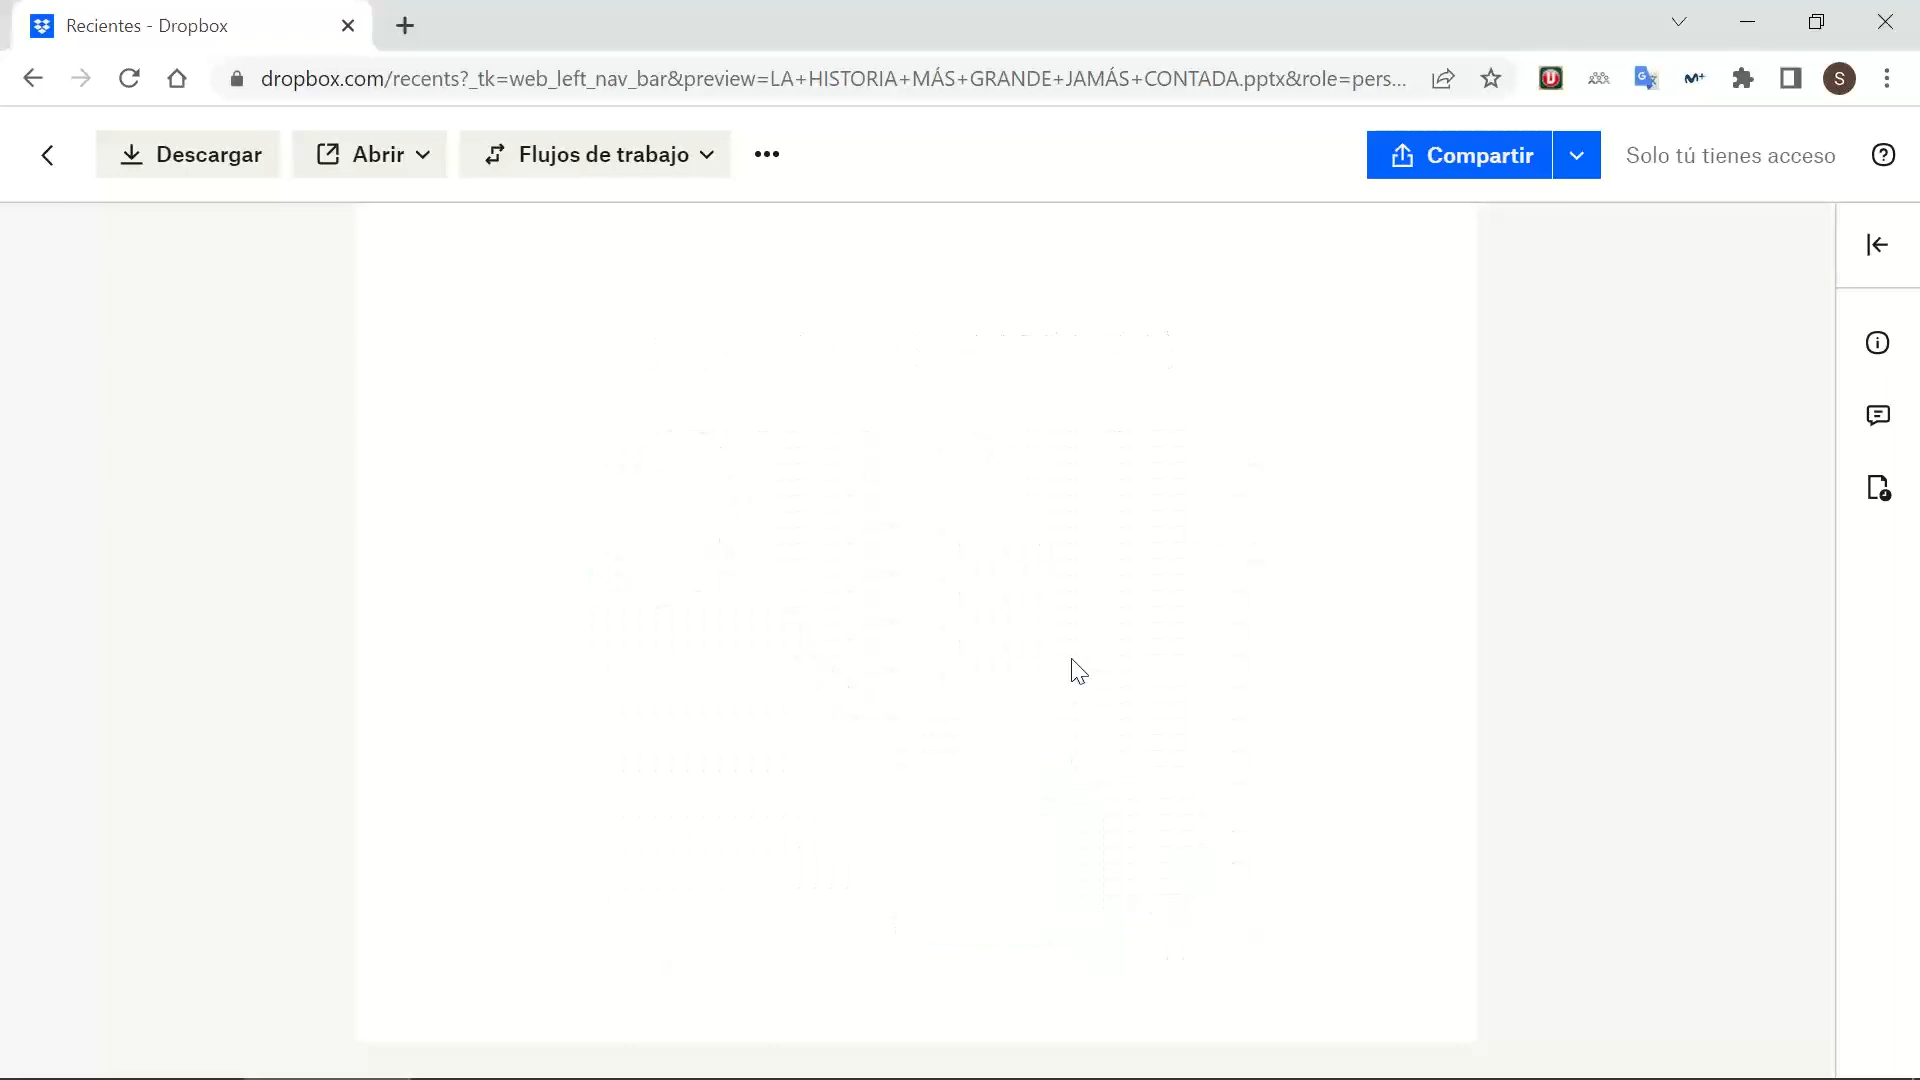 Recientes - Dropbox
dropbox.com/recents?_tk=web_left_nav_bar&preview=LA+HISTORIA+MÁS+GRANDE+JAMÁS+CONTADA.pptx&role=pers...
S
Descargar
Abrir
Flujos de trabajo
Compartir
Solo tú tienes acceso